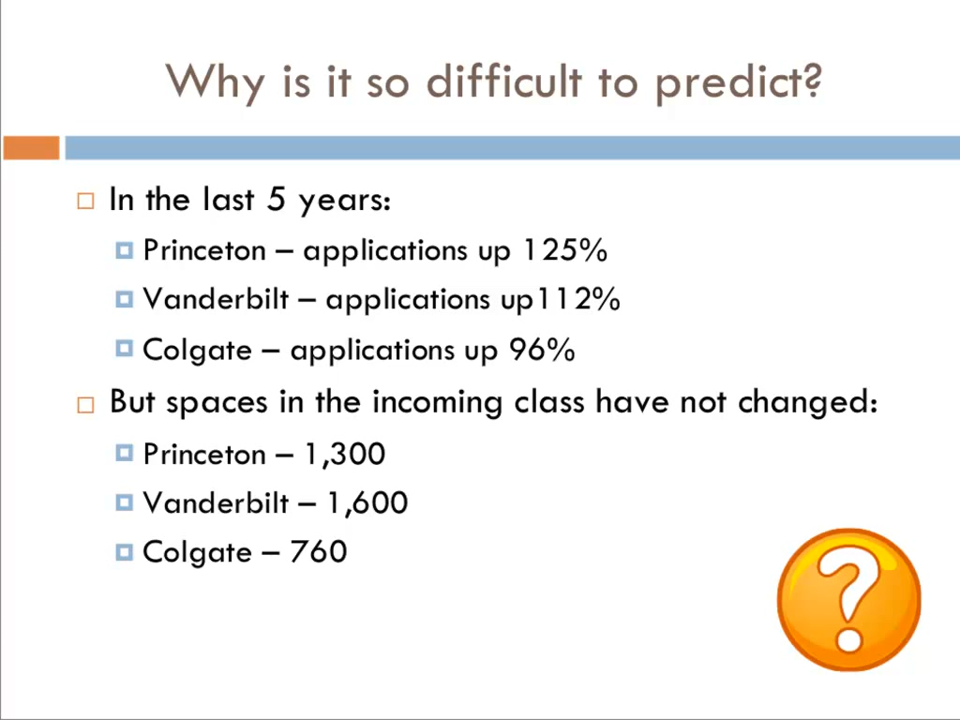 Why is it so difficult to predict?
In the last 5 years:
Princeton – applications up 125%
Vanderbilt – applications up112%
Colgate – applications up 96%
But spaces in the incoming class have not changed:
Princeton – 1,300
Vanderbilt – 1,600
Colgate – 760
?